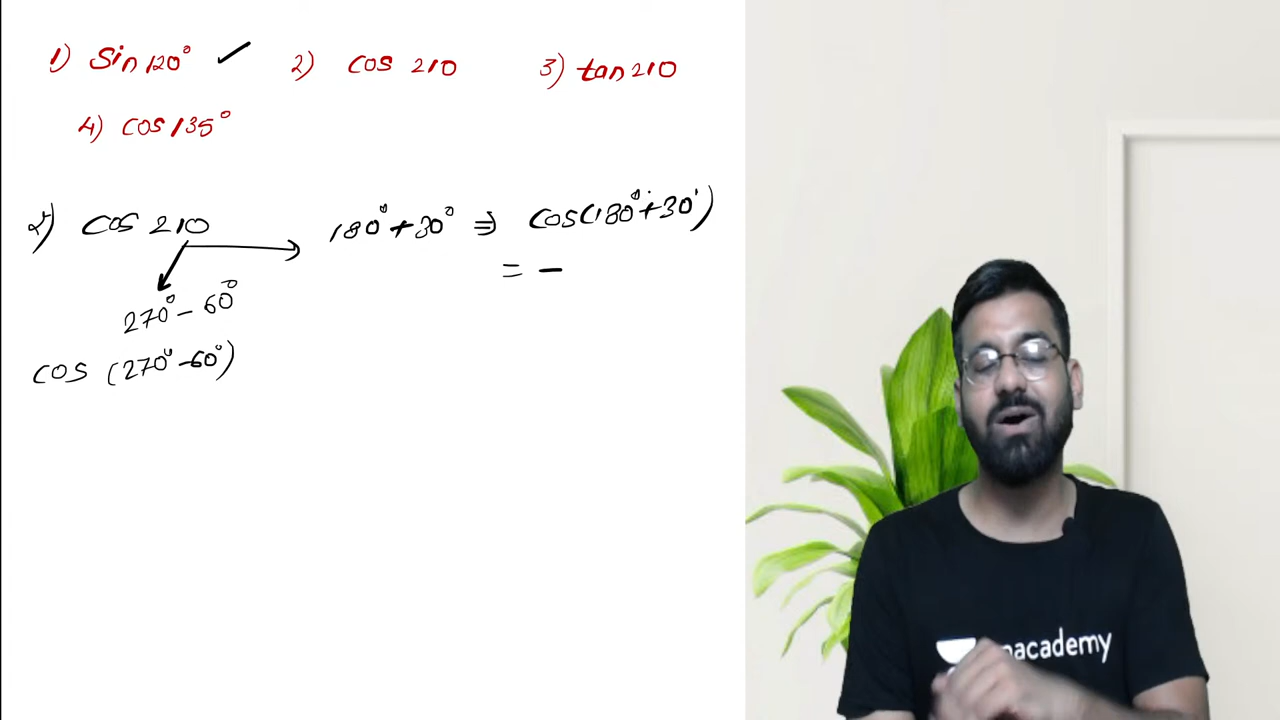 1) Sin 120° ✓ 2) cos 210 3) tan 210
4) cos 135°
2) cos 210 → 180° + 30° ⇒ cos(180° + 30°)
= −
270° − 60°
cos (270° − 60°)
nacademy